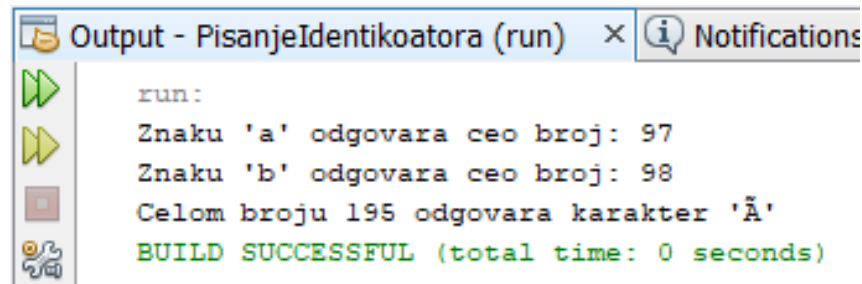 Output - PisanjeIdentikoatora (run) × Notifications
run:
Znaku 'a' odgovara ceo broj: 97
Znaku 'b' odgovara ceo broj: 98
Celom broju 195 odgovara karakter 'Ã'
BUILD SUCCESSFUL (total time: 0 seconds)